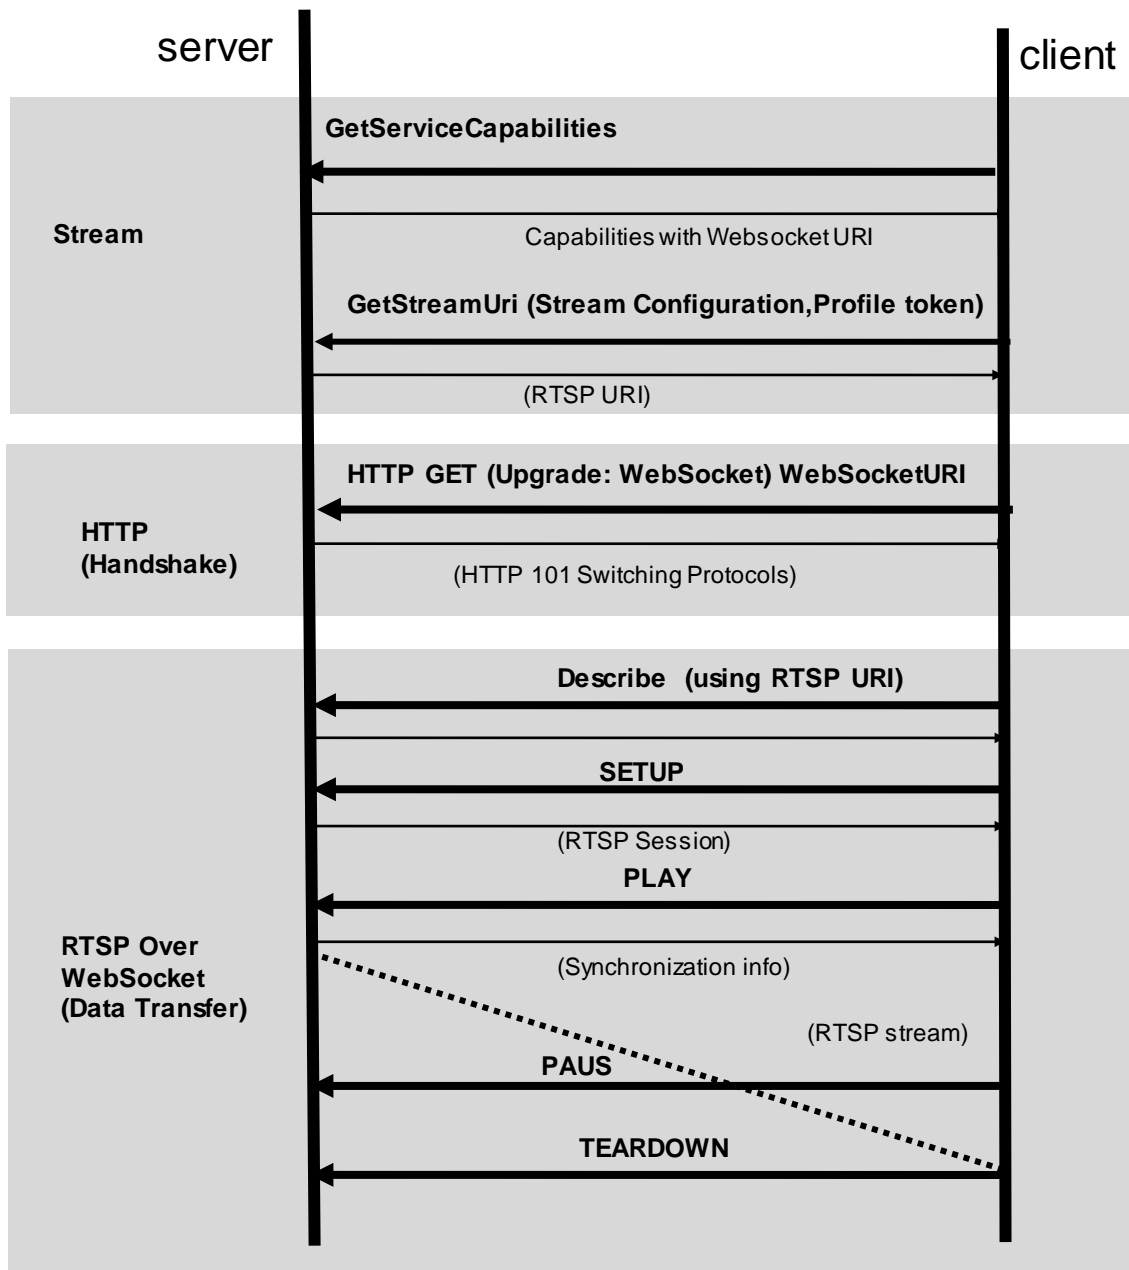 server
client
GetServiceCapabilities
Stream
Capabilities with Websocket URI
GetStreamUri (Stream Configuration,Profile token)
(RTSP URI)
HTTP GET (Upgrade: WebSocket) WebSocketURI
HTTP
(Handshake)
(HTTP 101 Switching Protocols)
Describe (using RTSP URI)
SETUP
(RTSP Session)
PLAY
RTSP Over
WebSocket
(Data Transfer)
(Synchronization info)
(RTSP stream)
PAUS
TEARDOWN